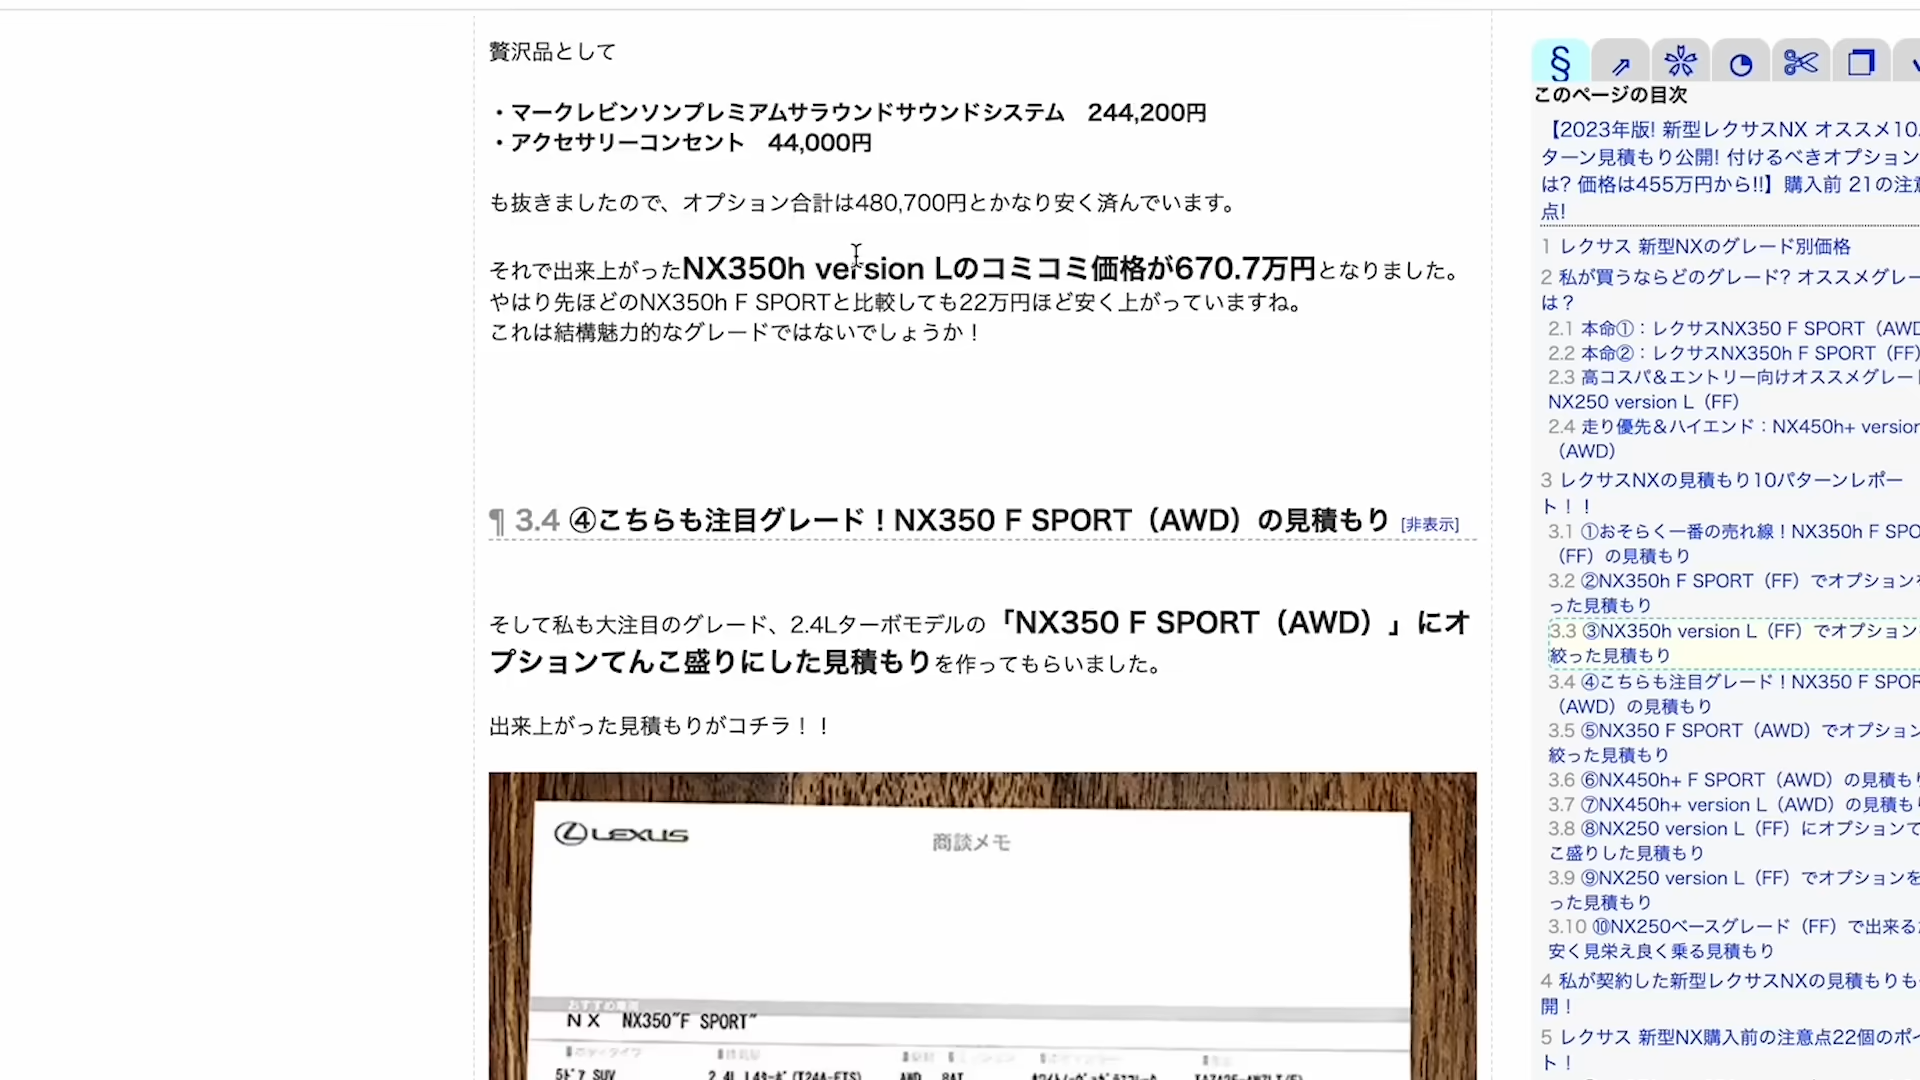 贅沢品として
・マークレビンソンプレミアムサラウンドサウンドシステム　244,200円
・アクセサリーコンセント　44,000円
も抜きましたので、オプション合計は480,700円とかなり安く済んでいます。
それで出来上がったNX350h version Lのコミコミ価格が670.7万円となりました。
やはり先ほどのNX350h F SPORTと比較しても22万円ほど安く上がっていますね。
これは結構魅力的なグレードではないでしょうか！
¶ 3.4 ④こちらも注目グレード！NX350 F SPORT（AWD）の見積もり [非表示]
そして私も大注目のグレード、2.4Lターボモデルの「NX350 F SPORT（AWD）」にオ
プションてんこ盛りにした見積もりを作ってもらいました。
出来上がった見積もりがコチラ！！
LEXUS
商談メモ
おすすめ車両
NX NX350"F SPORT"
5ドア SUV
2.4L L4ターボ(T24A-FTS)
AWD 8AT
§
このページの目次
【2023年版! 新型レクサスNX オススメ10
ターン見積もり公開! 付けるべきオプション
は? 価格は455万円から!!】購入前 21の注意
点!
1 レクサス 新型NXのグレード別価格
2 私が買うならどのグレード? オススメグレー
は？
2.1 本命①：レクサスNX350 F SPORT（AWD
2.2 本命②：レクサスNX350h F SPORT（FF）
2.3 高コスパ＆エントリー向けオススメグレード
NX250 version L（FF）
2.4 走り優先＆ハイエンド：NX450h+ version
（AWD）
3 レクサスNXの見積もり10パターンレポー
ト！！
3.1 ①おそらく一番の売れ線！NX350h F SPO
（FF）の見積もり
3.2 ②NX350h F SPORT（FF）でオプションを
った見積もり
3.3 ③NX350h version L（FF）でオプション
絞った見積もり
3.4 ④こちらも注目グレード！NX350 F SPOR
（AWD）の見積もり
3.5 ⑤NX350 F SPORT（AWD）でオプション
絞った見積もり
3.6 ⑥NX450h+ F SPORT（AWD）の見積もり
3.7 ⑦NX450h+ version L（AWD）の見積も
3.8 ⑧NX250 version L（FF）にオプションて
こ盛りした見積もり
3.9 ⑨NX250 version L（FF）でオプションを
った見積もり
3.10 ⑩NX250ベースグレード（FF）で出来る
安く見栄え良く乗る見積もり
4 私が契約した新型レクサスNXの見積もりも
開！
5 レクサス 新型NX購入前の注意点22個のポイ
ト！